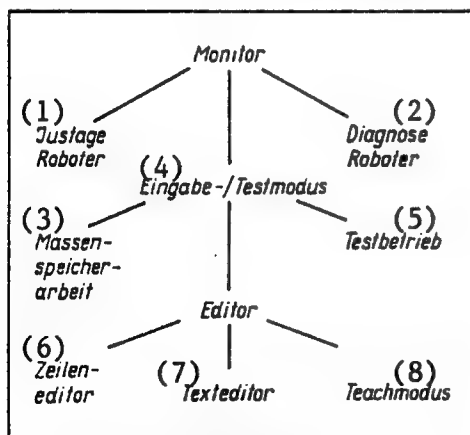 Monitor
(1)
Justage
Roboter
(2)
Diagnose
Roboter
(4)
Eingabe-/Testmodus
(3)
Massen-
speicher-
arbeit
(5)
Testbetrieb
Editor
(6)
Zeilen-
editor
(7)
Texteditor
(8)
Teachmodus